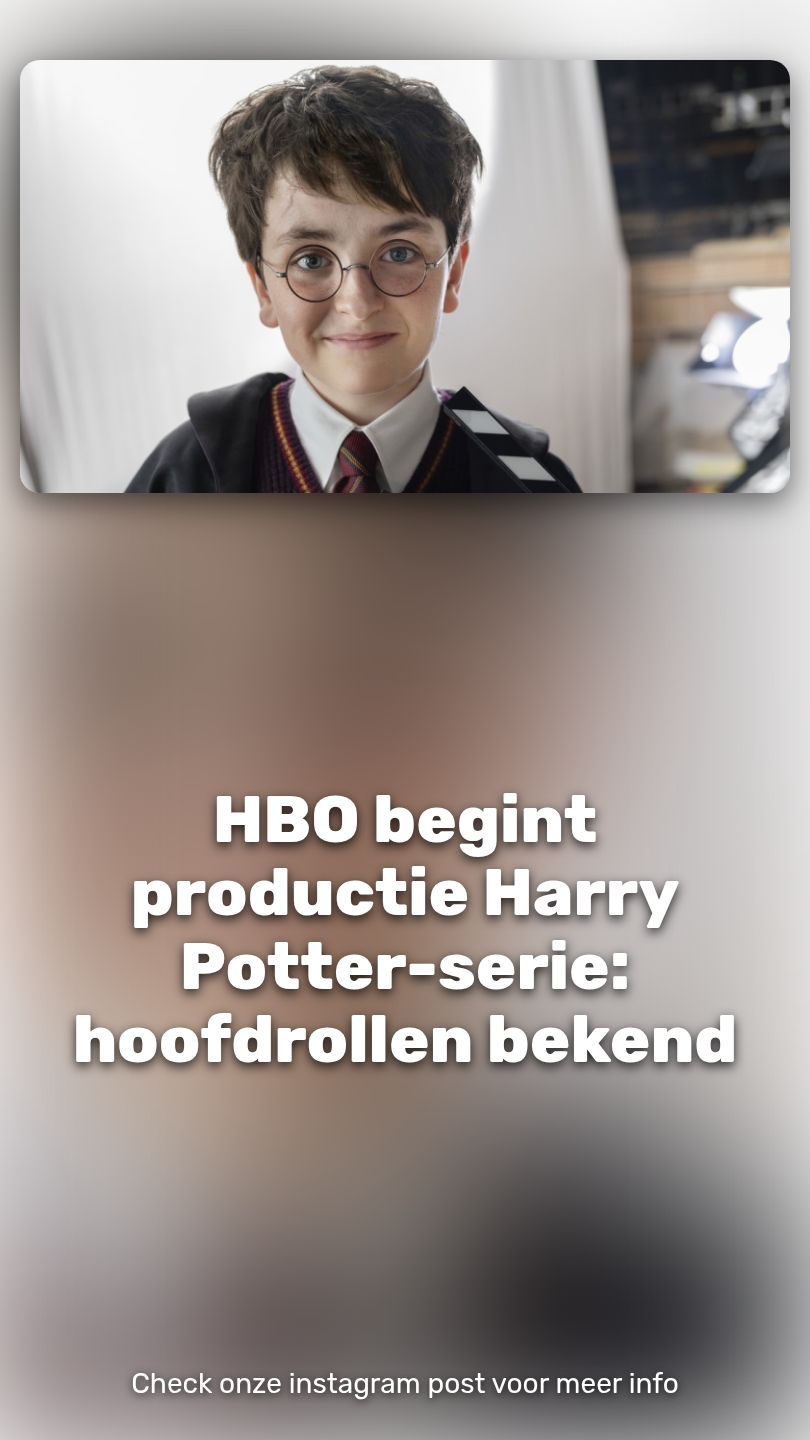 HBO begint
productie Harry
Potter-serie:
hoofdrollen bekend
Check onze instagram post voor meer info